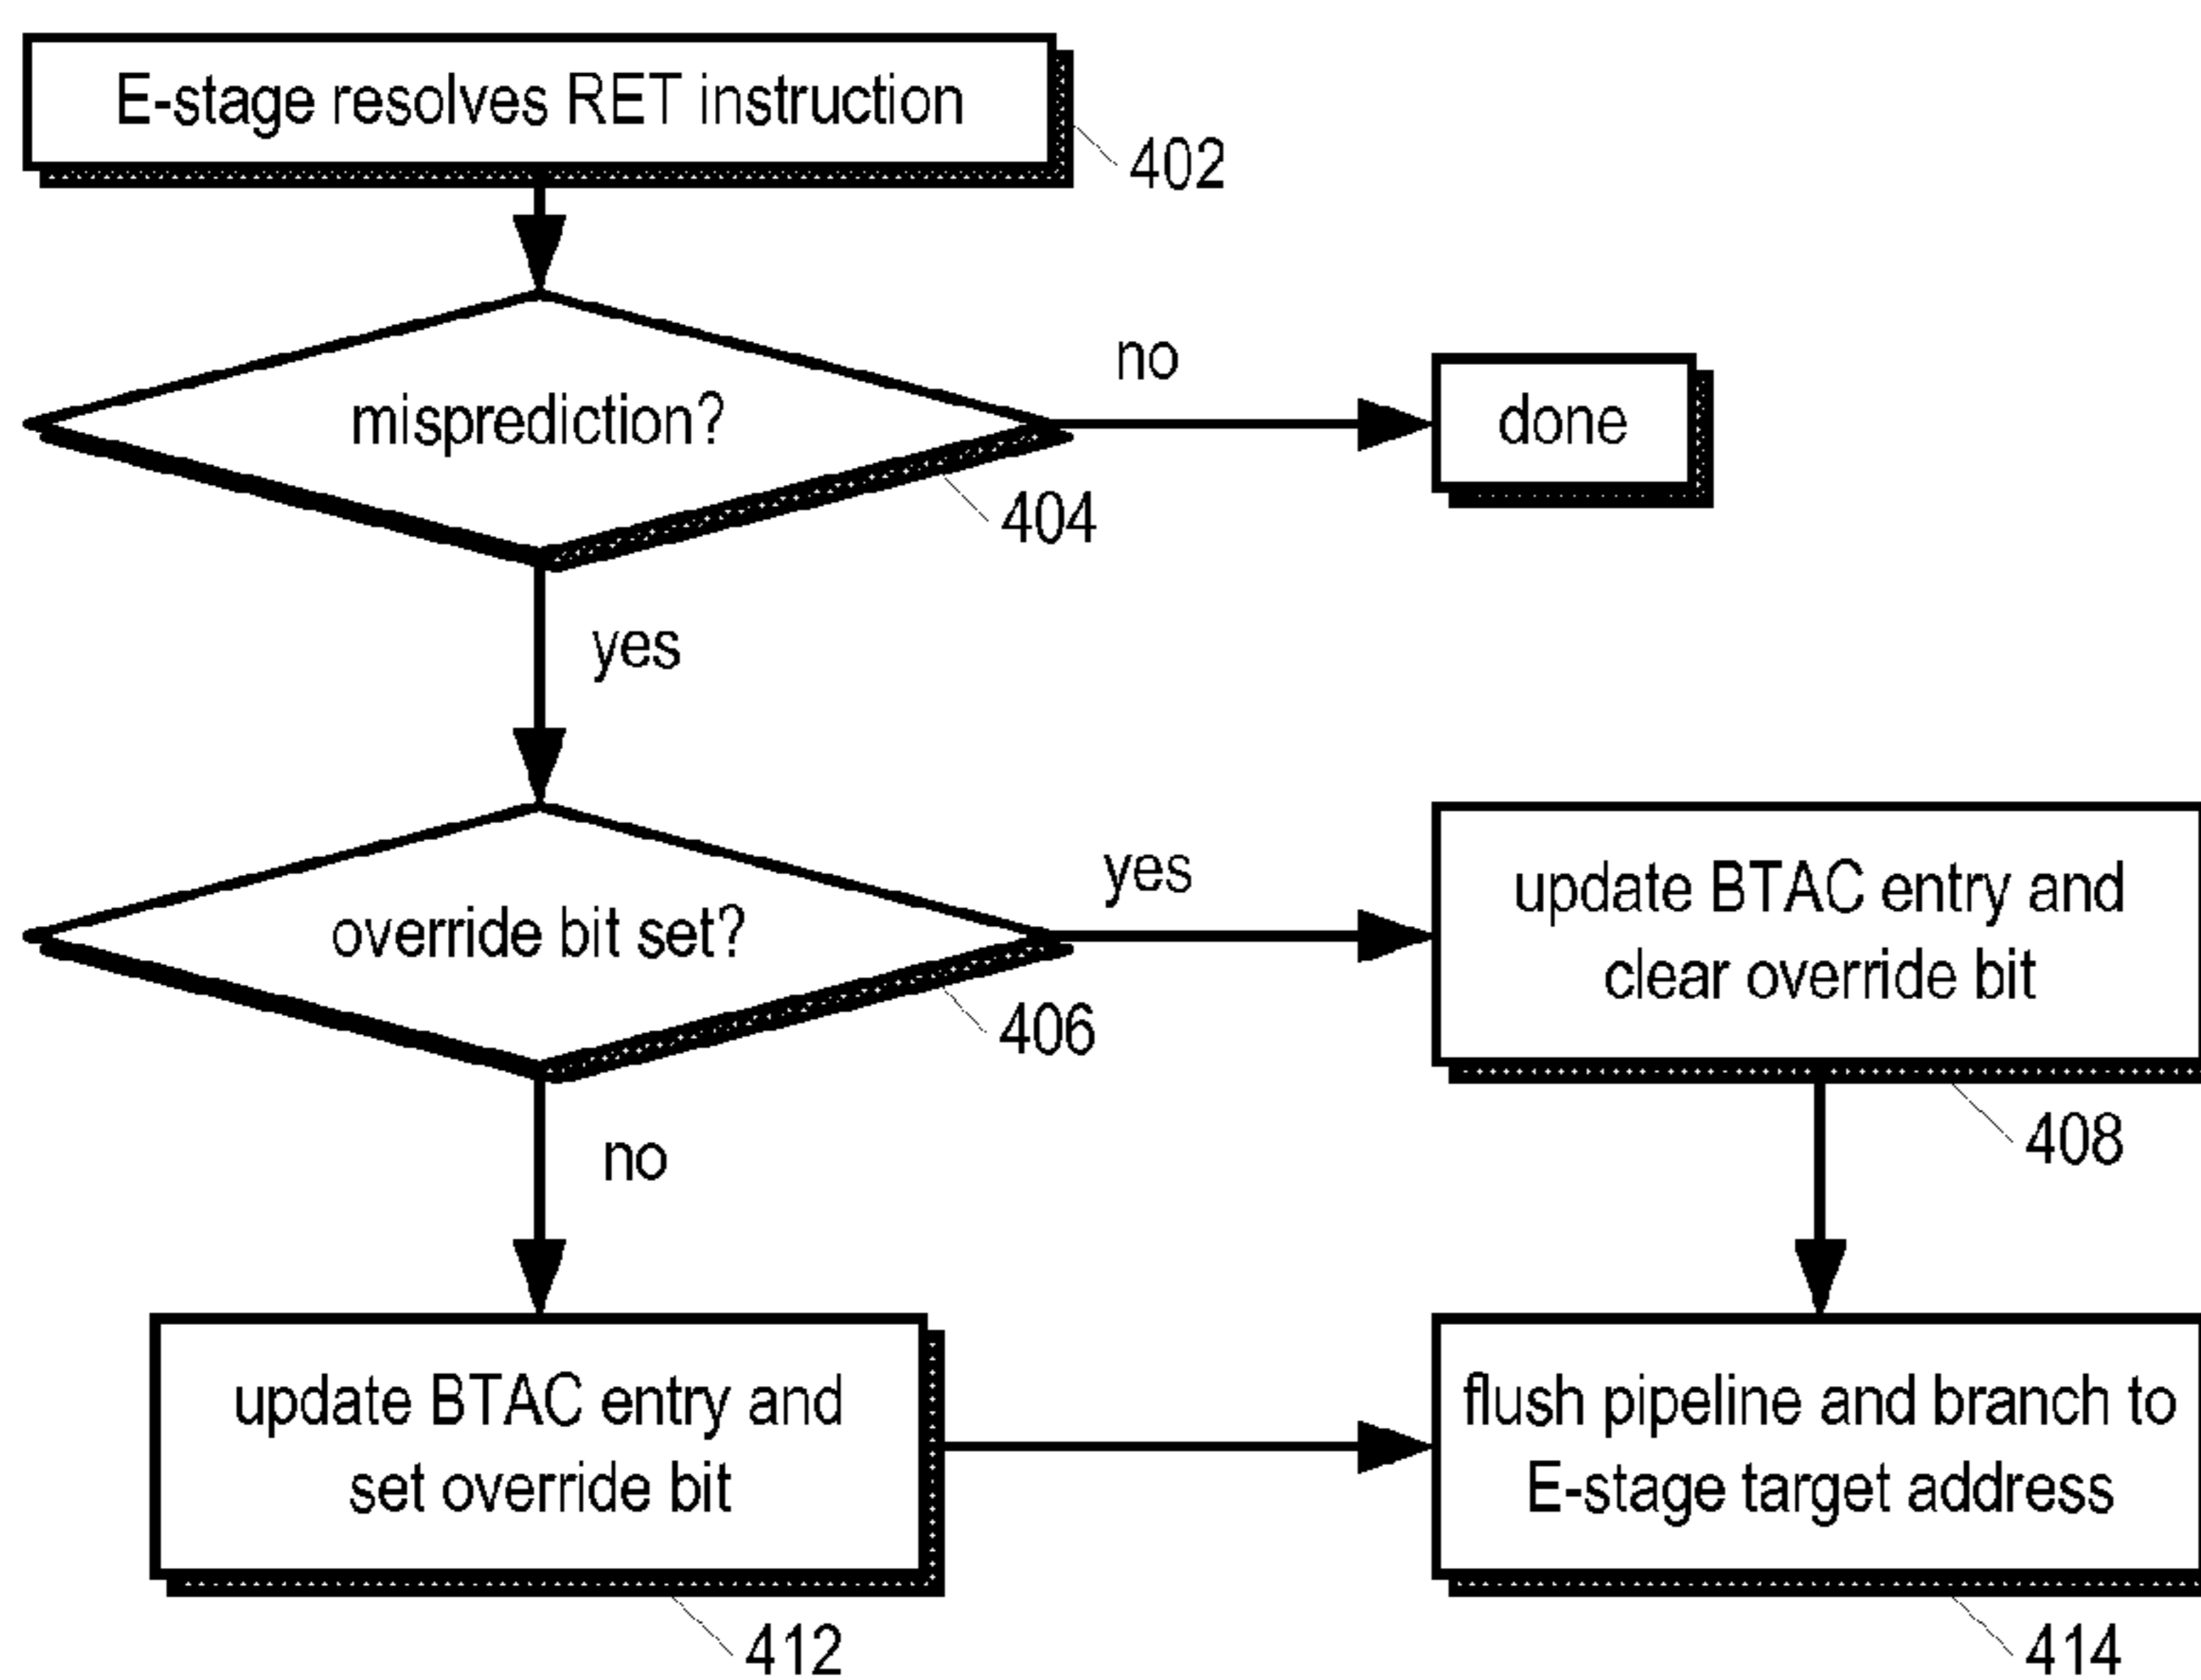 E-stage resolves RET instruction
402
misprediction?
no
done
404
yes
override bit set?
yes
update BTAC entry and
clear override bit
406
408
no
update BTAC entry and
set override bit
flush pipeline and branch to
E-stage target address
412
414